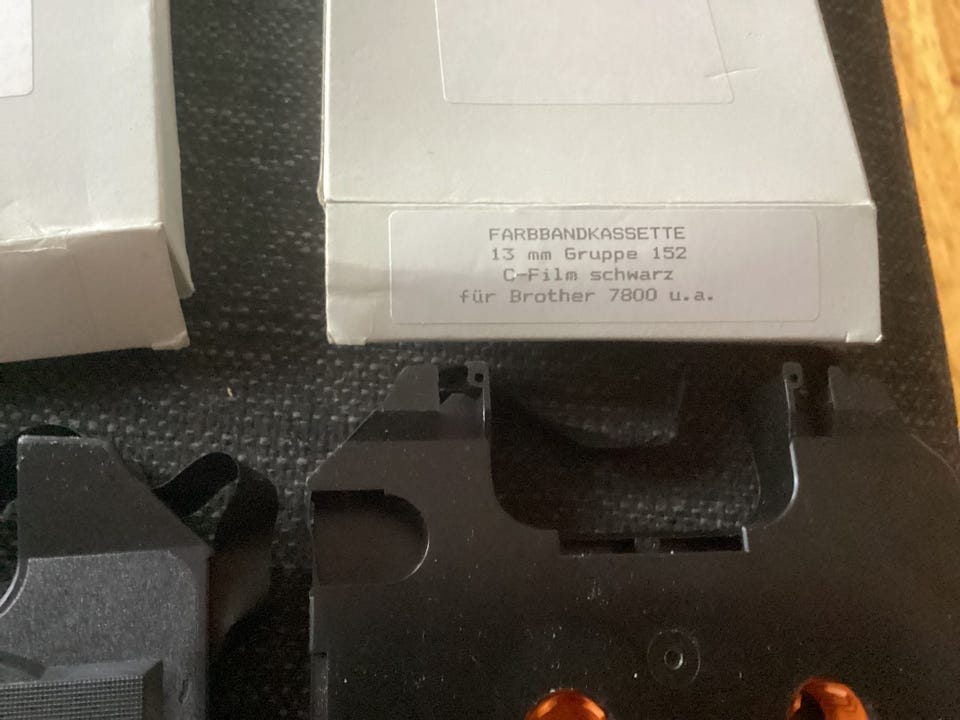 FARBBANDKASSETTE
13 mm Gruppe 152
C-Film schwarz
für Brother 7800 u.a.